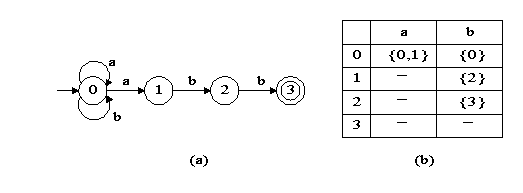 a
0 a 1 b 2 b 3
b
(a)
a b
0 {0,1} {0}
1 – {2}
2 – {3}
3 – –
(b)